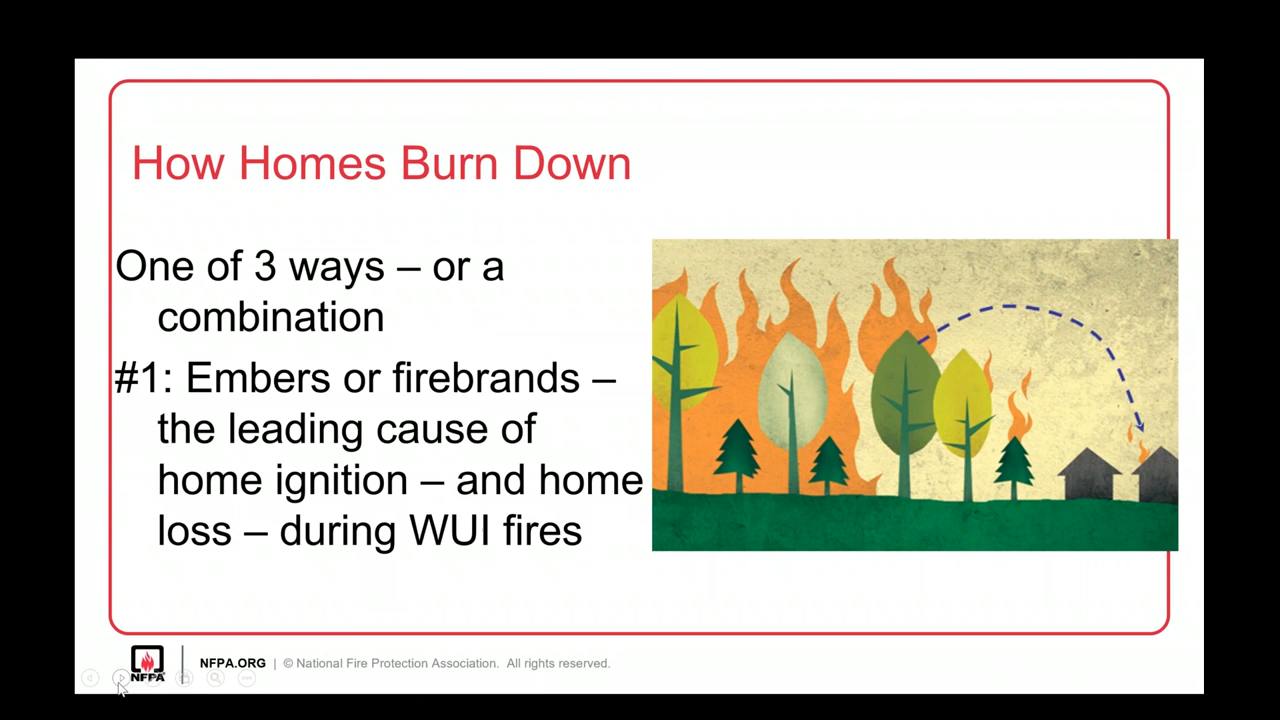 How Homes Burn Down
One of 3 ways – or a
combination
#1: Embers or firebrands –
the leading cause of
home ignition – and home
loss – during WUI fires
NFPA
NFPA.ORG | © National Fire Protection Association. All rights reserved.